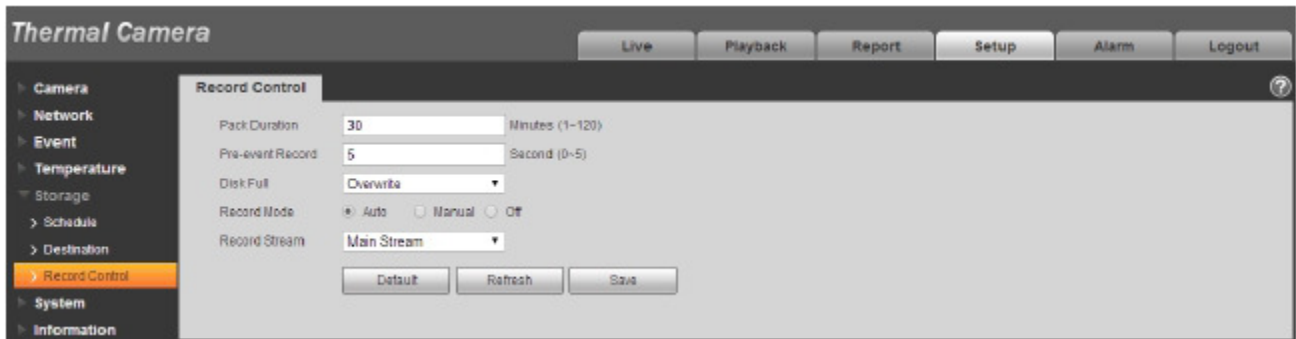 Thermal Camera
Live Playback Report Setup Alarm Logout
Camera
Network
Event
Temperature
Storage
Schedule
Destination
Record Control
System
Information
Record Control
?
Pack Duration 30 Minutes (1~120)
Pre-event Record 5 Second (0~5)
Disk Full Overwrite
Record Mode Auto Manual Off
Record Stream Main Stream
Default Refresh Save